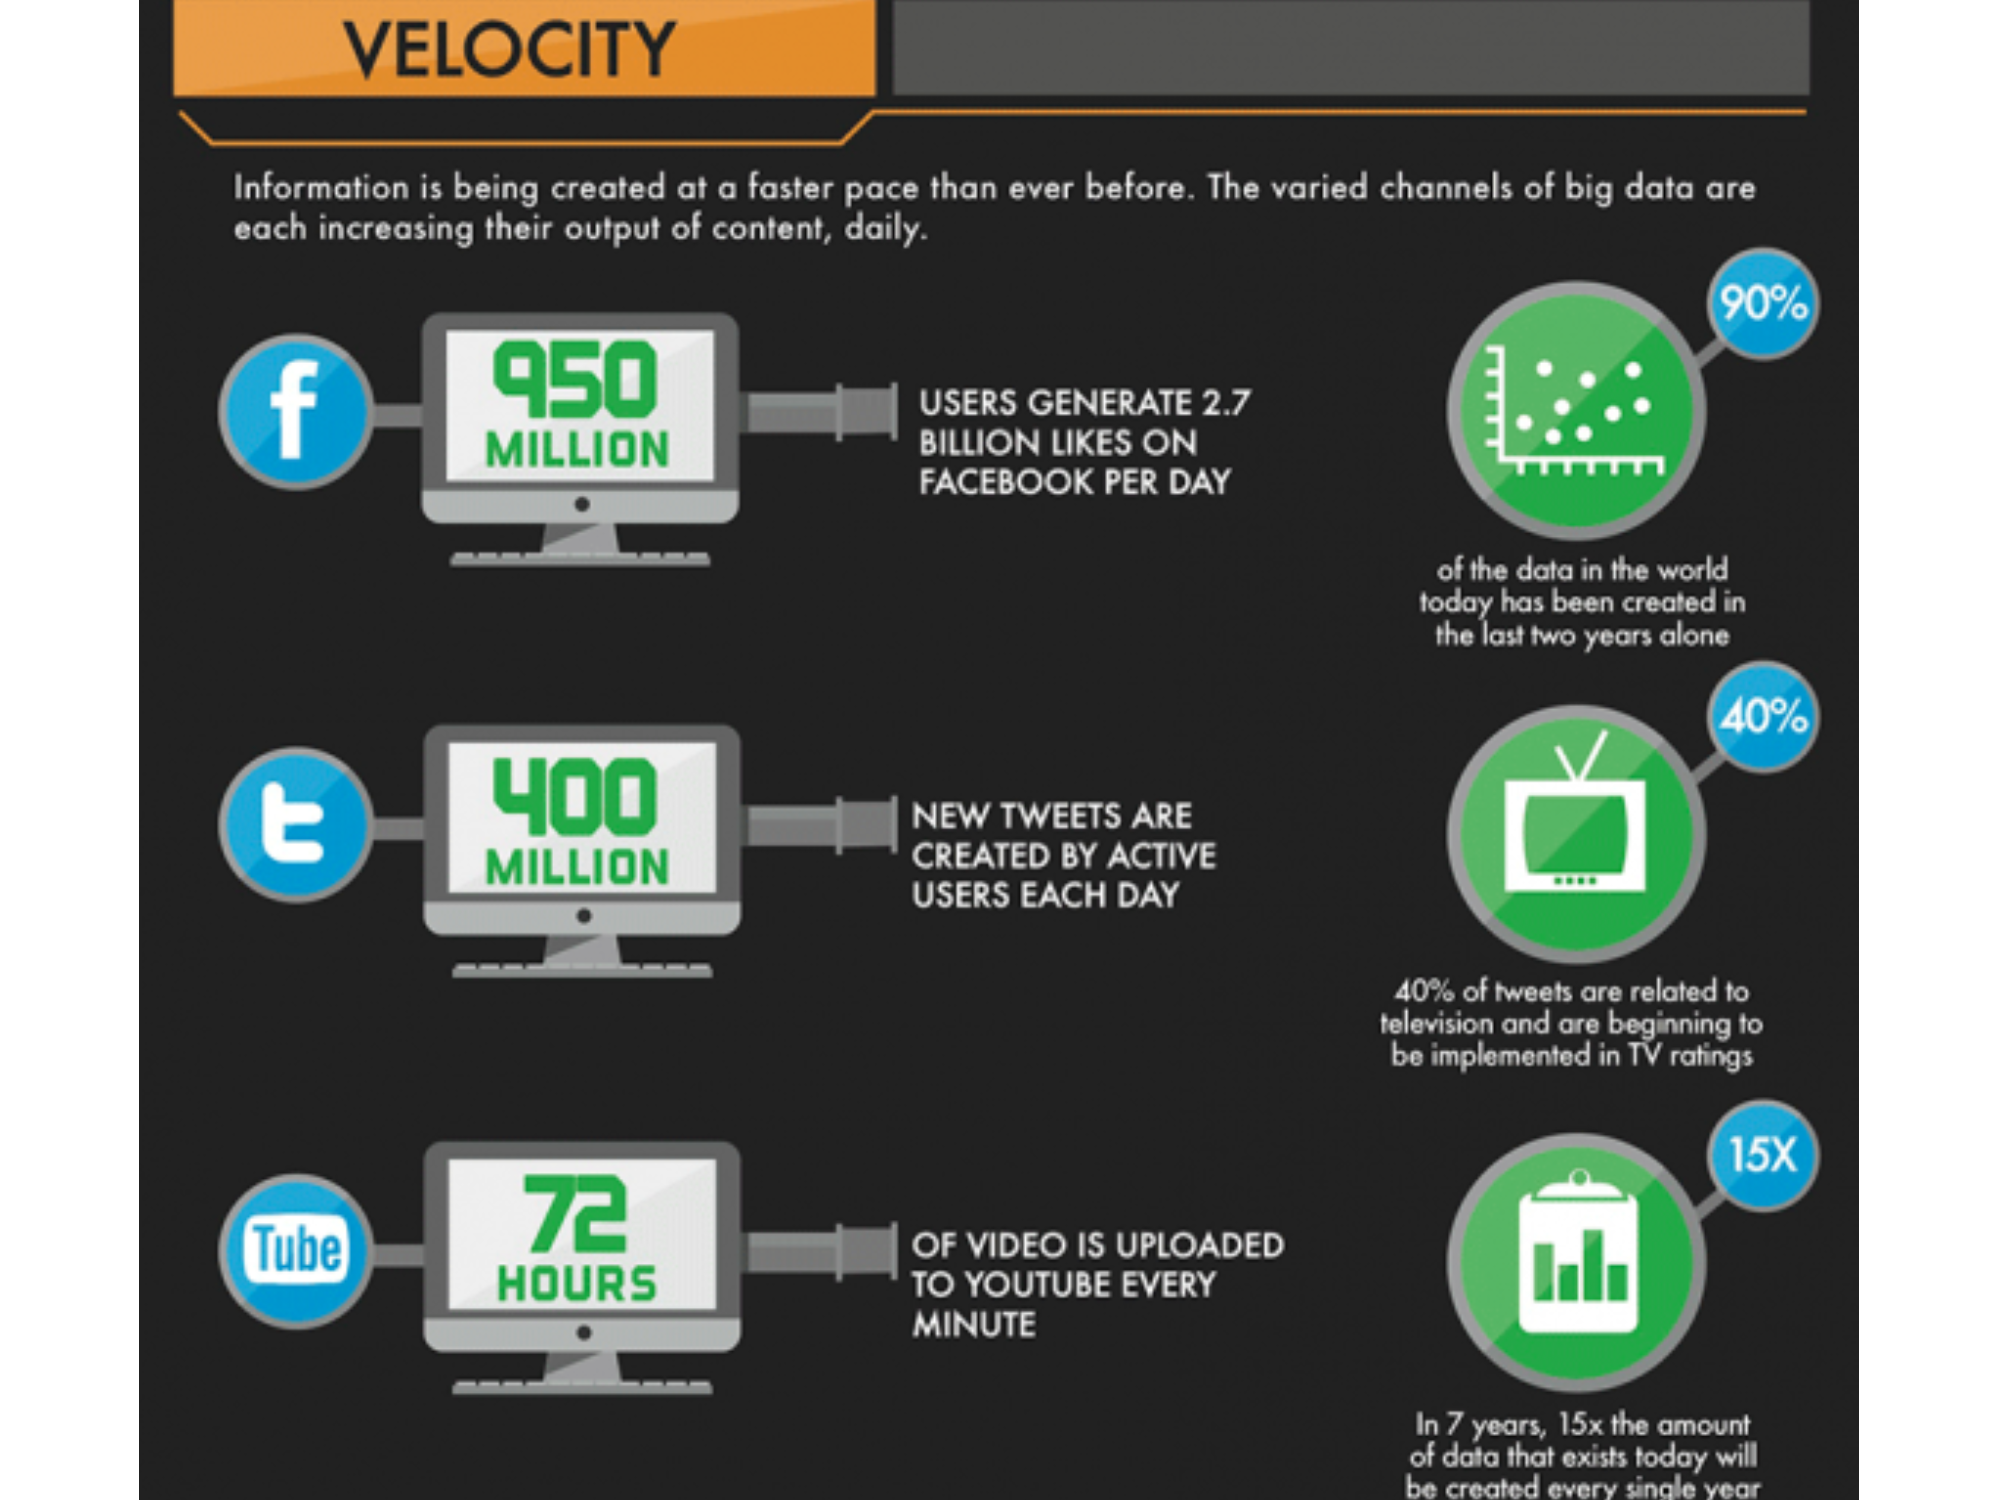 VELOCITY
Information is being created at a faster pace than ever before. The varied channels of big data are
each increasing their output of content, daily.
f
950
MILLION
USERS GENERATE 2.7
BILLION LIKES ON
FACEBOOK PER DAY
90%
of the data in the world
today has been created in
the last two years alone
t
400
MILLION
NEW TWEETS ARE
CREATED BY ACTIVE
USERS EACH DAY
40%
40% of tweets are related to
television and are beginning to
be implemented in TV ratings
Tube
72
HOURS
OF VIDEO IS UPLOADED
TO YOUTUBE EVERY
MINUTE
15X
In 7 years, 15x the amount
of data that exists today will
be created every single year